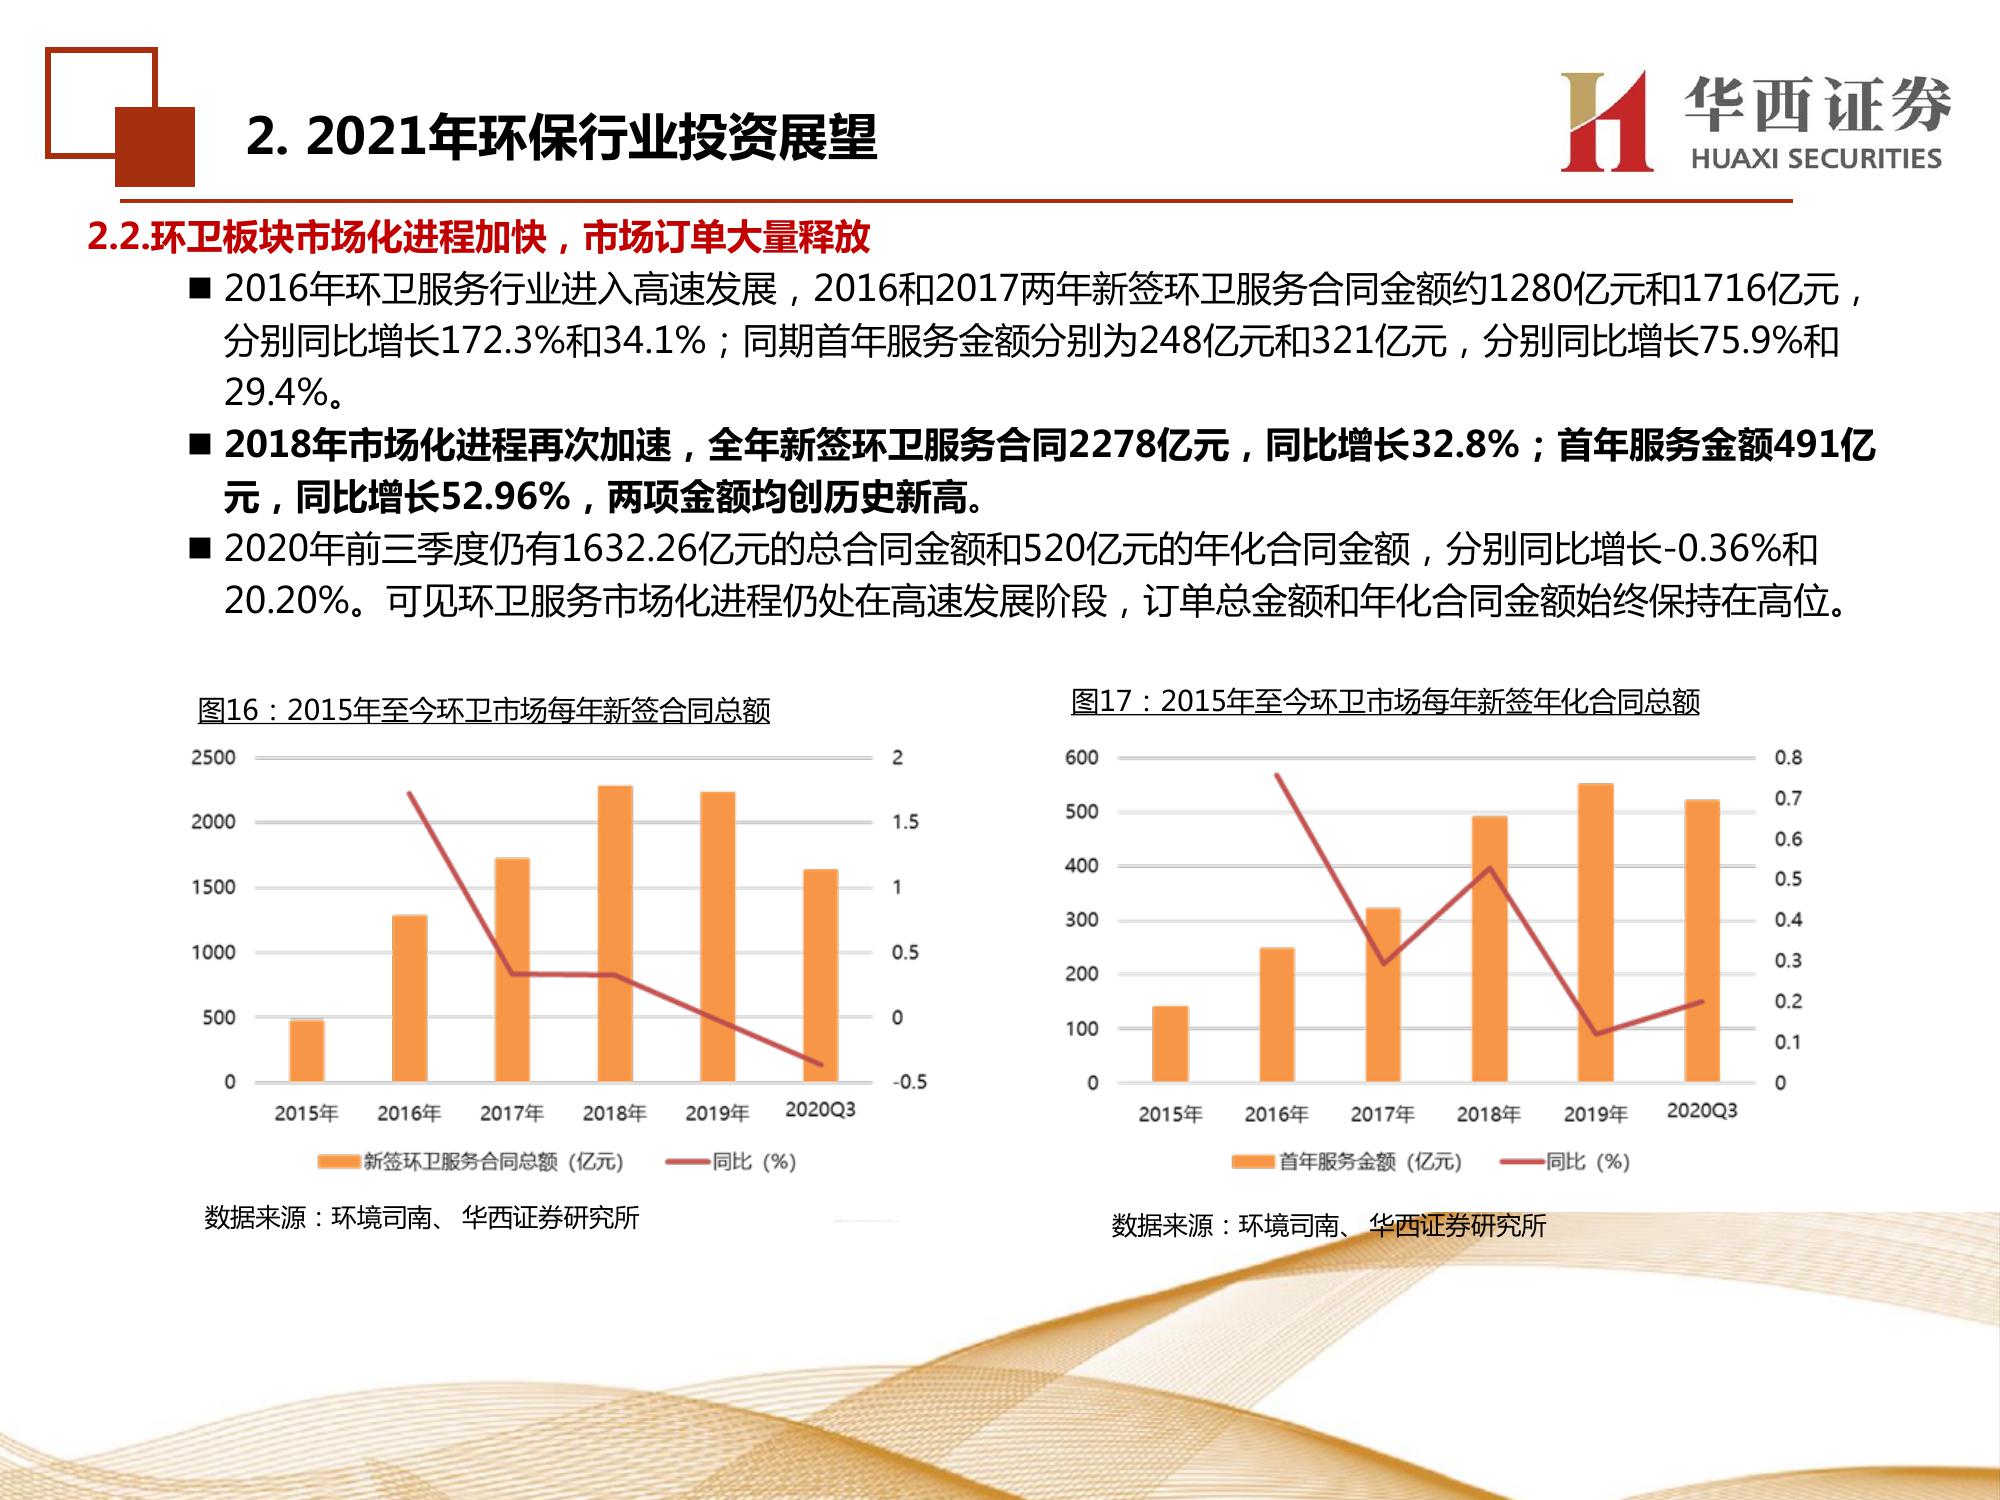 华西证券
HUAXI SECURITIES
2. 2021年环保行业投资展望
2.2.环卫板块市场化进程加快，市场订单大量释放
■ 2016年环卫服务行业进入高速发展，2016和2017两年新签环卫服务合同金额约1280亿元和1716亿元，
分别同比增长172.3%和34.1%；同期首年服务金额分别为248亿元和321亿元，分别同比增长75.9%和
29.4%。
■ 2018年市场化进程再次加速，全年新签环卫服务合同2278亿元，同比增长32.8%；首年服务金额491亿
元，同比增长52.96%，两项金额均创历史新高。
■ 2020年前三季度仍有1632.26亿元的总合同金额和520亿元的年化合同金额，分别同比增长-0.36%和
20.20%。可见环卫服务市场化进程仍处在高速发展阶段，订单总金额和年化合同金额始终保持在高位。
图16：2015年至今环卫市场每年新签合同总额
2500
2000
1500
1000
500
0
2
1.5
1
0.5
0
-0.5
2015年 2016年 2017年 2018年 2019年 2020Q3
新签环卫服务合同总额（亿元） 同比（%）
数据来源：环境司南、 华西证券研究所
图17：2015年至今环卫市场每年新签年化合同总额
600
500
400
300
200
100
0
0.8
0.7
0.6
0.5
0.4
0.3
0.2
0.1
0
2015年 2016年 2017年 2018年 2019年 2020Q3
首年服务金额（亿元） 同比（%）
数据来源：环境司南、 华西证券研究所